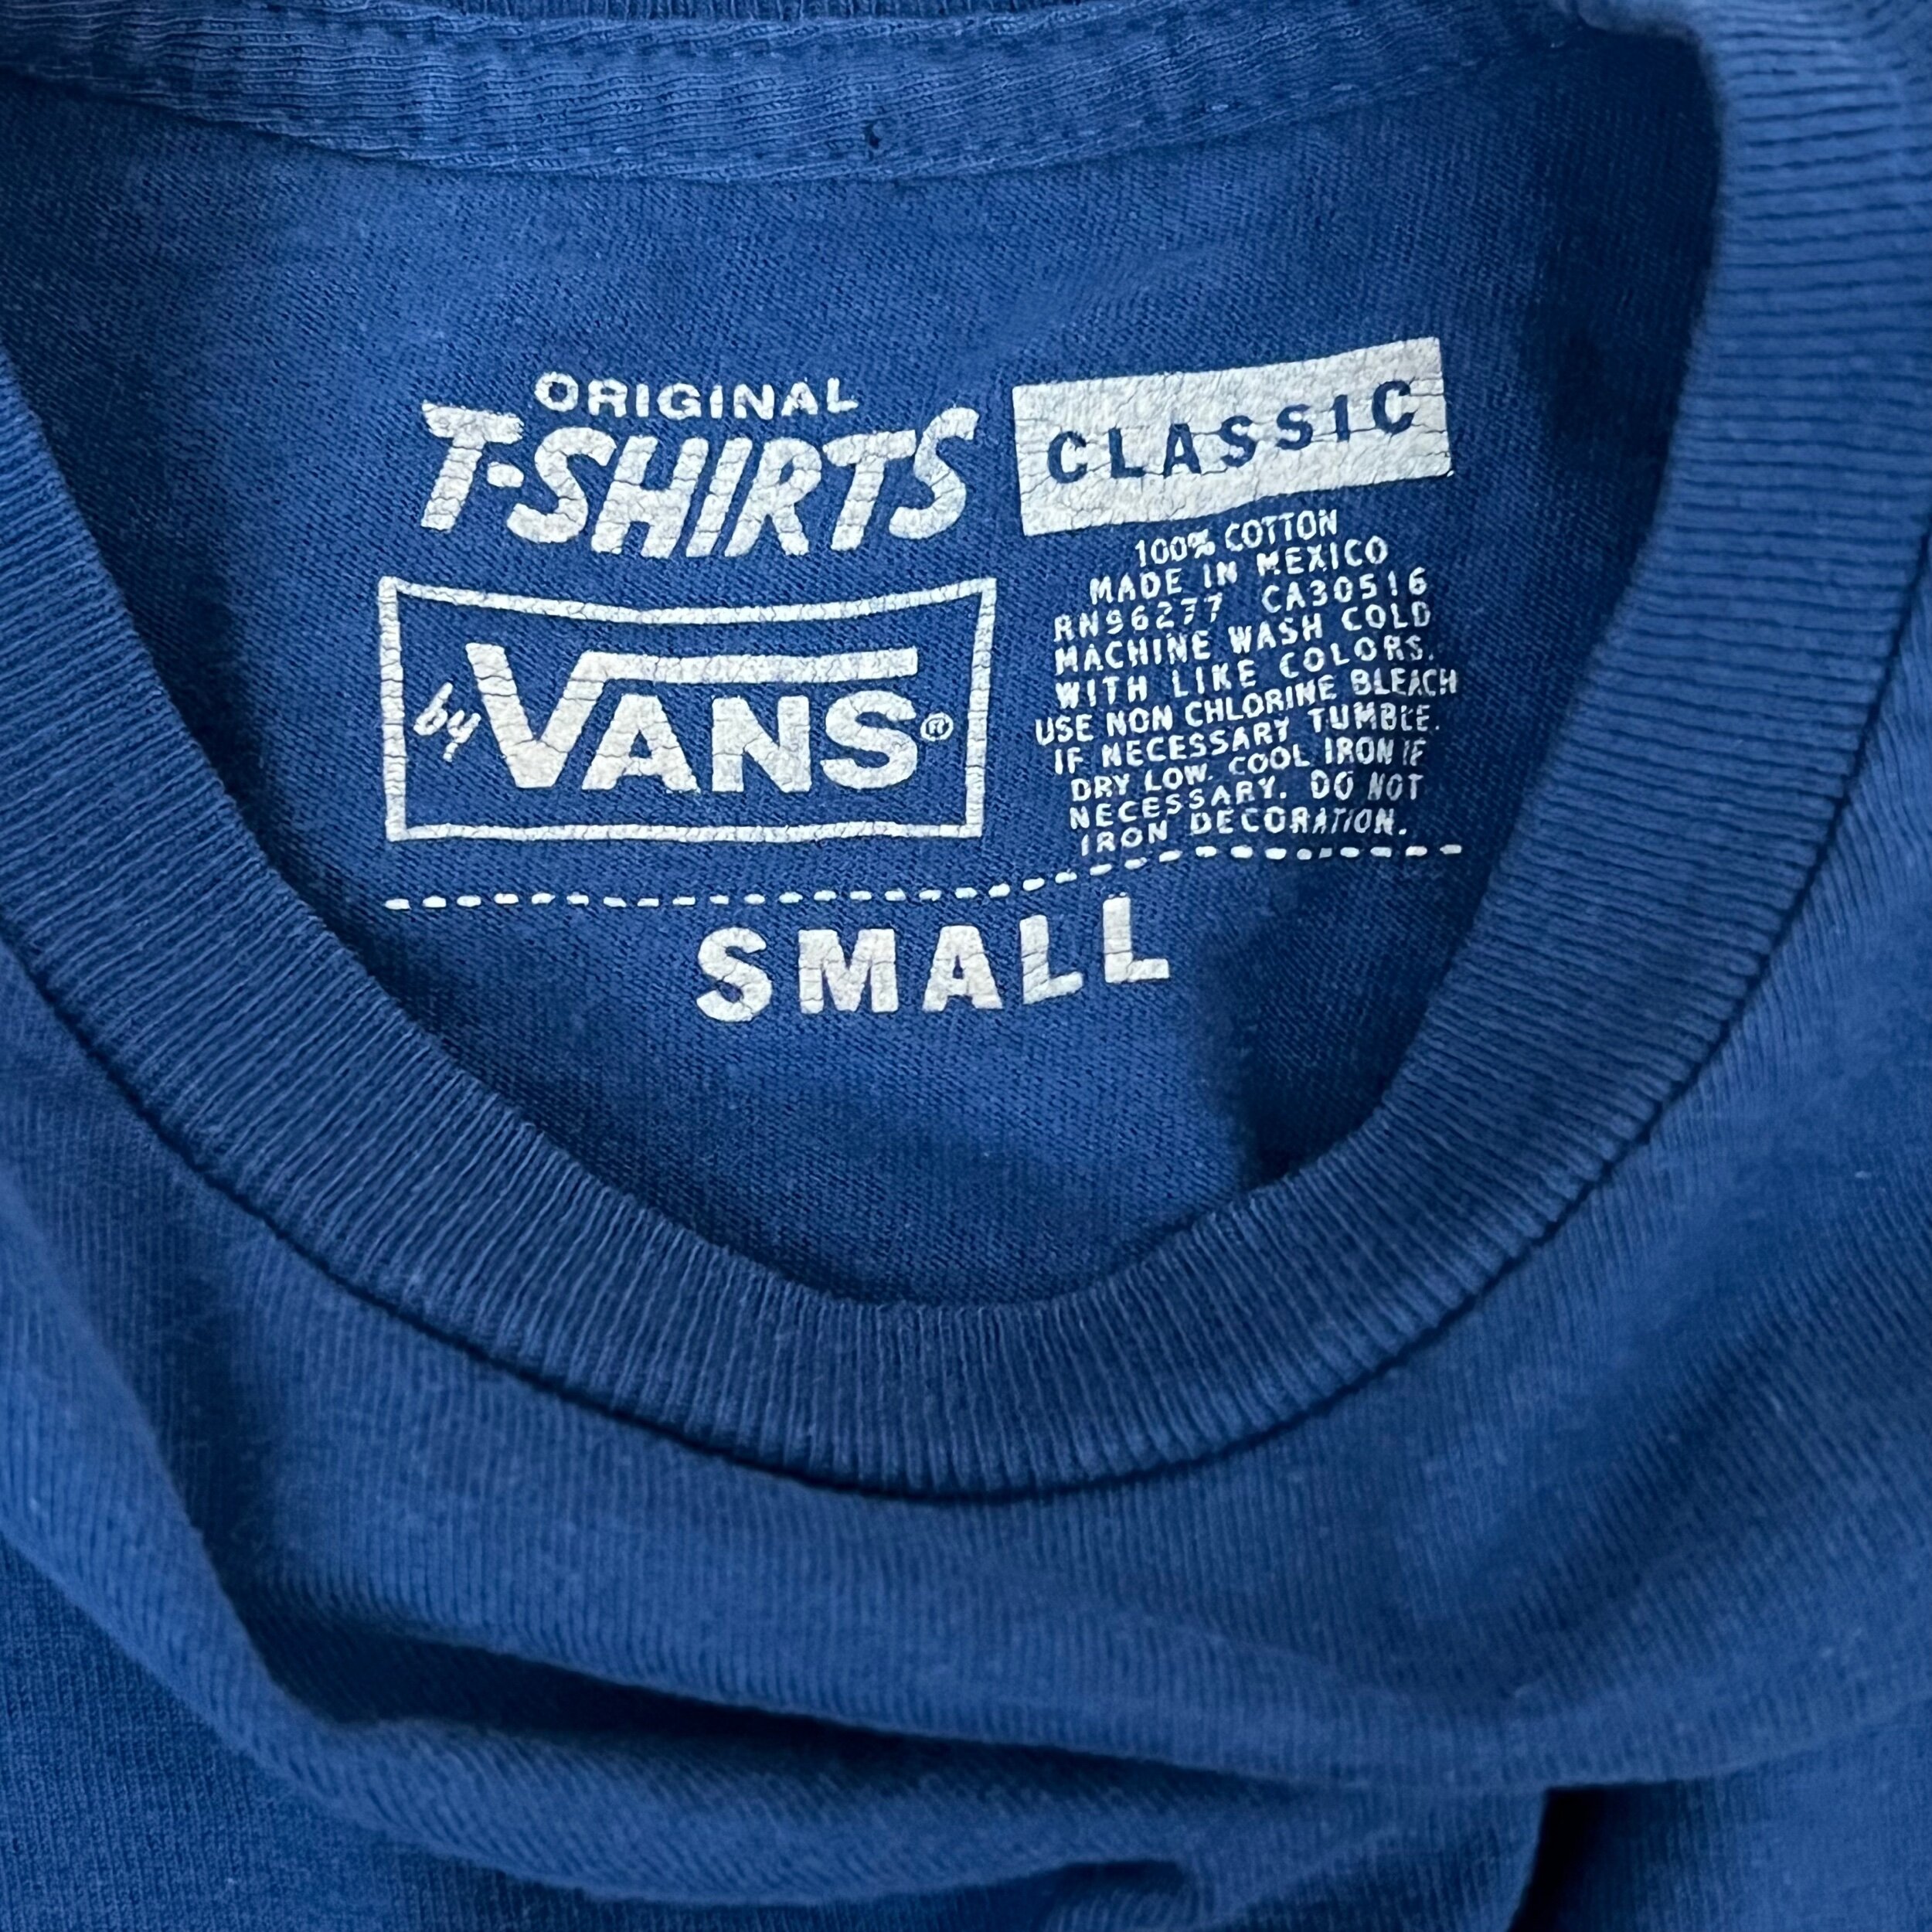 ORIGINAL
T-SHIRTS
by VANS®
CLASSIC
100% COTTON
MADE IN MEXICO
RN96277 CA30516
MACHINE WASH COLD
WITH LIKE COLORS.
USE NON CHLORINE BLEACH
IF NECESSARY TUMBLE.
DRY LOW. COOL IRON IF
NECESSARY. DO NOT
IRON DECORATION.
SMALL